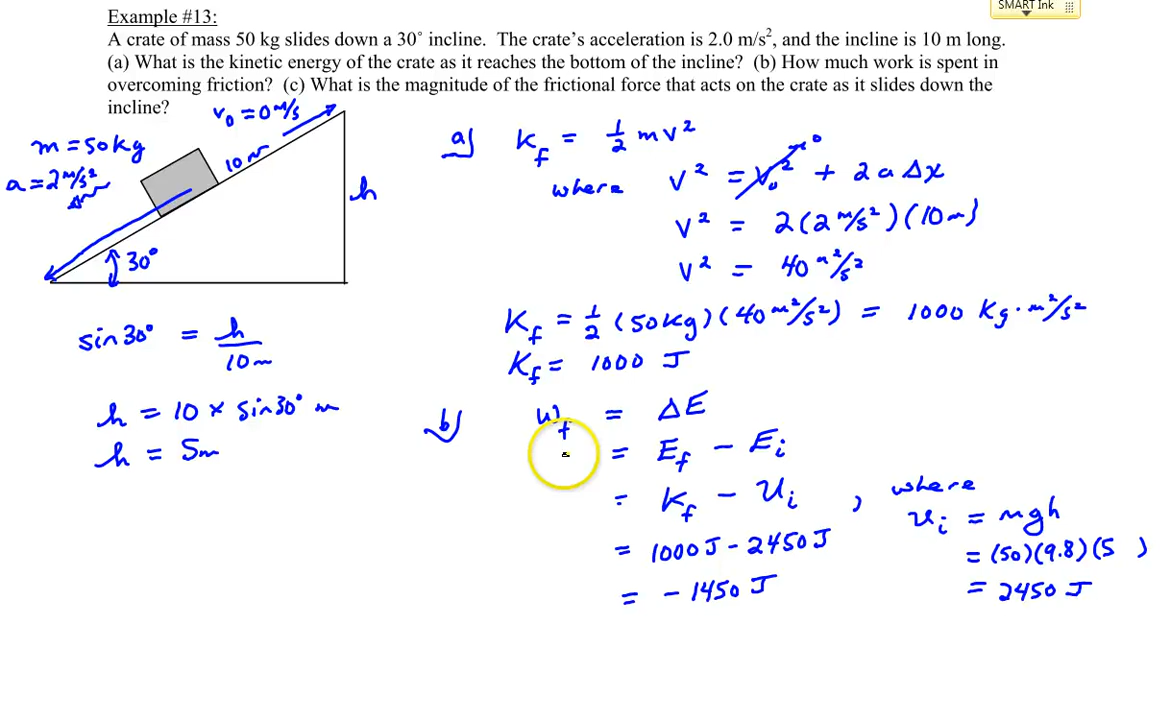 SMART Ink
Example #13:
A crate of mass 50 kg slides down a 30° incline. The crate's acceleration is 2.0 m/s², and the incline is 10 m long.
(a) What is the kinetic energy of the crate as it reaches the bottom of the incline? (b) How much work is spent in
overcoming friction? (c) What is the magnitude of the frictional force that acts on the crate as it slides down the
incline?
v₀ = 0 m/s
m = 50 kg
a = 2 m/s²
10 m
h
30°
sin 30° = h / 10 m
h = 10 × sin 30° m
h = 5 m
a) K_f = ½ mv²
where v² = v₀² + 2aΔx
0
v² = 2(2 m/s²)(10 m)
v² = 40 m²/s²
K_f = ½ (50 kg)(40 m²/s²) = 1000 kg·m²/s²
K_f = 1000 J
b) W_f = ΔE
= E_f − E_i
= K_f − U_i , where
U_i = mgh
= 1000 J − 2450 J
= (50)(9.8)(5 )
= − 1450 J
= 2450 J